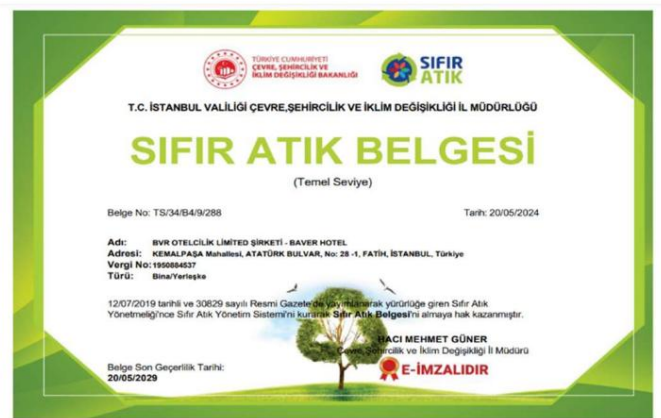 TÜRKİYE CUMHURİYETİ
ÇEVRE, ŞEHİRCİLİK VE
İKLİM DEĞİŞİKLİĞİ BAKANLIĞI
SIFIR
ATIK
T.C. İSTANBUL VALİLİĞİ ÇEVRE,ŞEHİRCİLİK VE İKLİM DEĞİŞİKLİĞİ İL MÜDÜRLÜĞÜ
SIFIR ATIK BELGESİ
(Temel Seviye)
Belge No: TS/34/B4/9/288 Tarih: 20/05/2024
Adı: BVR OTELCİLİK LİMİTED ŞİRKETİ - BAVER HOTEL
Adresi: KEMALPAŞA Mahallesi, ATATÜRK BULVAR, No: 28 -1, FATİH, İSTANBUL, Türkiye
Vergi No: 1950884537
Türü: Bina/Yerleşke
12/07/2019 tarihli ve 30829 sayılı Resmi Gazete'de yayımlanarak yürürlüğe giren Sıfır Atık
Yönetmeliği'nce Sıfır Atık Yönetim Sistemi'ni kurarak Sıfır Atık Belgesi'ni almaya hak kazanmıştır.
HACI MEHMET GÜNER
Çevre, Şehircilik ve İklim Değişikliği İl Müdürü
E-İMZALIDIR
Belge Son Geçerlilik Tarihi:
20/05/2029